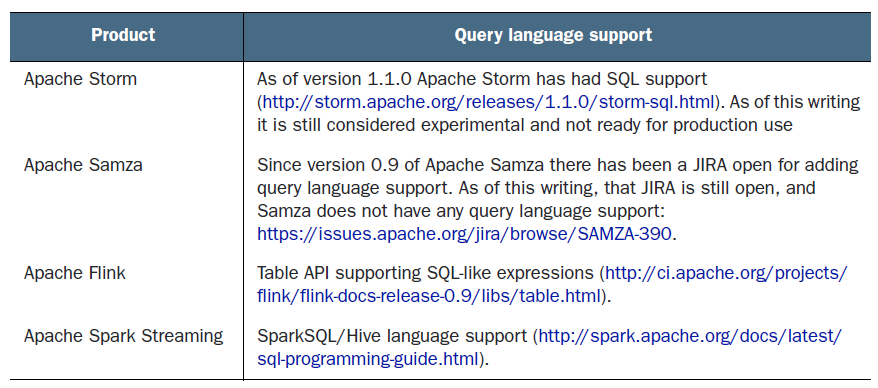 Product
Query language support
Apache Storm
As of version 1.1.0 Apache Storm has had SQL support
(http://storm.apache.org/releases/1.1.0/storm-sql.html). As of this writing
it is still considered experimental and not ready for production use
Apache Samza
Since version 0.9 of Apache Samza there has been a JIRA open for adding
query language support. As of this writing, that JIRA is still open, and
Samza does not have any query language support:
https://issues.apache.org/jira/browse/SAMZA-390.
Apache Flink
Table API supporting SQL-like expressions (http://ci.apache.org/projects/
flink/flink-docs-release-0.9/libs/table.html).
Apache Spark Streaming
SparkSQL/Hive language support (http://spark.apache.org/docs/latest/
sql-programming-guide.html).